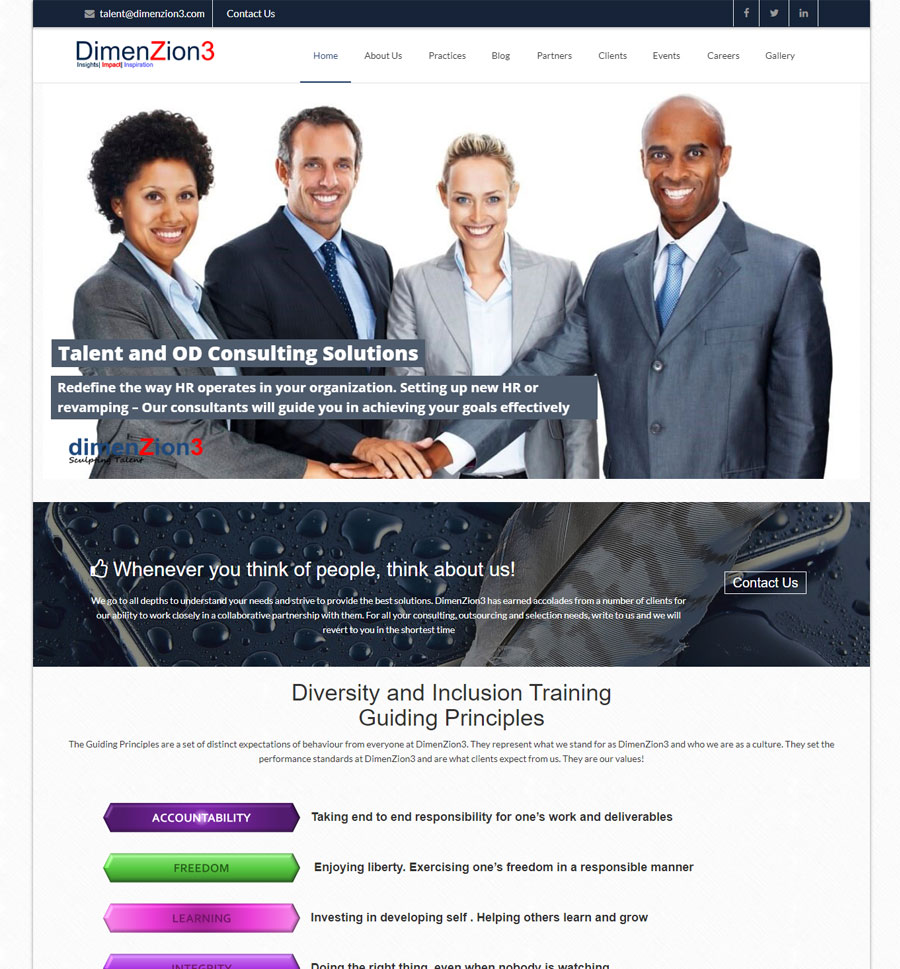 talent@dimenzion3.com Contact Us
DimenZion3
Insights| Impact| Inspiration
Home About Us Practices Blog Partners Clients Events Careers Gallery
Talent and OD Consulting Solutions
Redefine the way HR operates in your organization. Setting up new HR or
revamping – Our consultants will guide you in achieving your goals effectively
dimenZion3
Sculpting Talent
Whenever you think of people, think about us!
Contact Us
We go to all depths to understand your needs and strive to provide the best solutions. DimenZion3 has earned accolades from a number of clients for
our ability to work closely in a collaborative partnership with them. For all your consulting, outsourcing and selection needs, write to us and we will
revert to you in the shortest time
Diversity and Inclusion Training
Guiding Principles
The Guiding Principles are a set of distinct expectations of behaviour from everyone at DimenZion3. They represent what we stand for as DimenZion3 and who we are as a culture. They set the
performance standards at DimenZion3 and are what clients expect from us. They are our values!
ACCOUNTABILITY Taking end to end responsibility for one’s work and deliverables
FREEDOM Enjoying liberty. Exercising one’s freedom in a responsible manner
LEARNING Investing in developing self . Helping others learn and grow
INTEGRITY Doing the right thing, even when nobody is watching